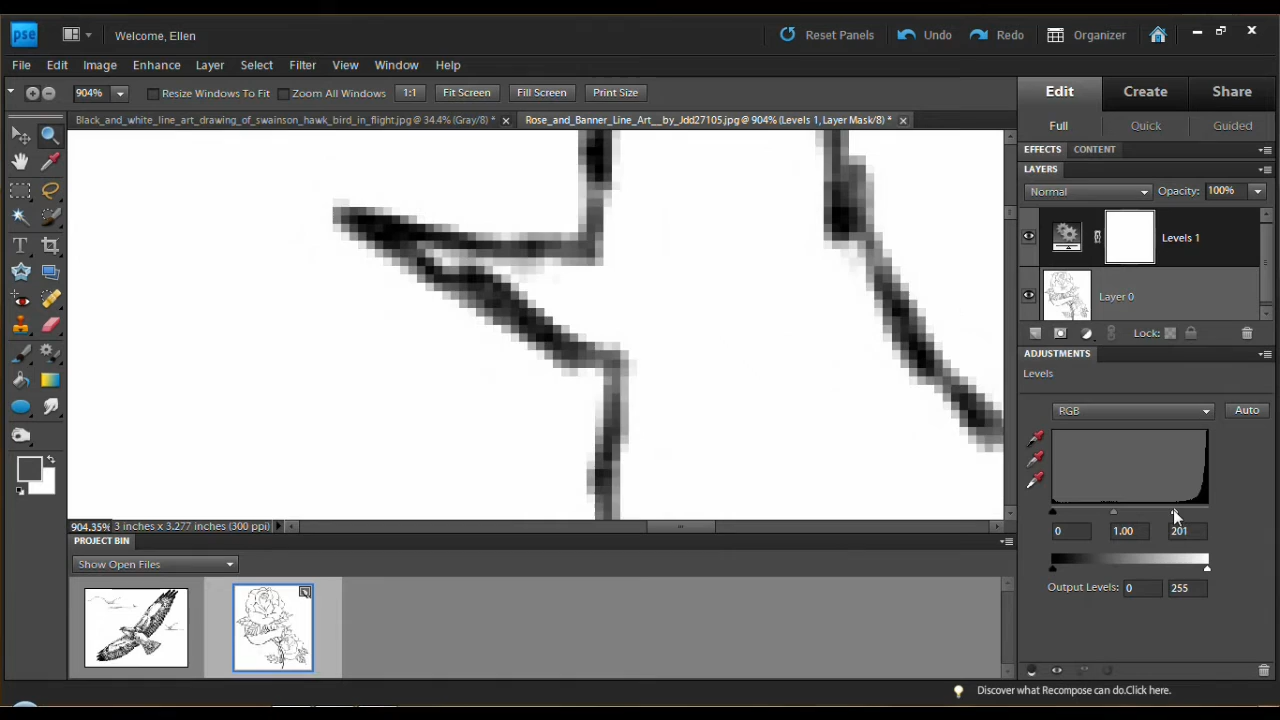 pse Welcome, Ellen Reset Panels Undo Redo Organizer
File Edit Image Enhance Layer Select Filter View Window Help
904% Resize Windows To Fit Zoom All Windows 1:1 Fit Screen Fill Screen Print Size
Edit Create Share
Black_and_white_line_art_drawing_of_swainson_hawk_bird_in_flight.jpg @ 34.4% (Gray/8) * Rose_and_Banner_Line_Art__by_Jdd27105.jpg @ 904% (Levels 1, Layer Mask/8) *
Full Quick Guided
EFFECTS CONTENT
LAYERS
Normal Opacity: 100%
Levels 1
Layer 0
Lock:
ADJUSTMENTS
Levels
RGB Auto
0 1.00 201
Output Levels: 0 255
904.35% 3 inches x 3.277 inches (300 ppi)
PROJECT BIN
Show Open Files
Discover what Recompose can do.Click here.